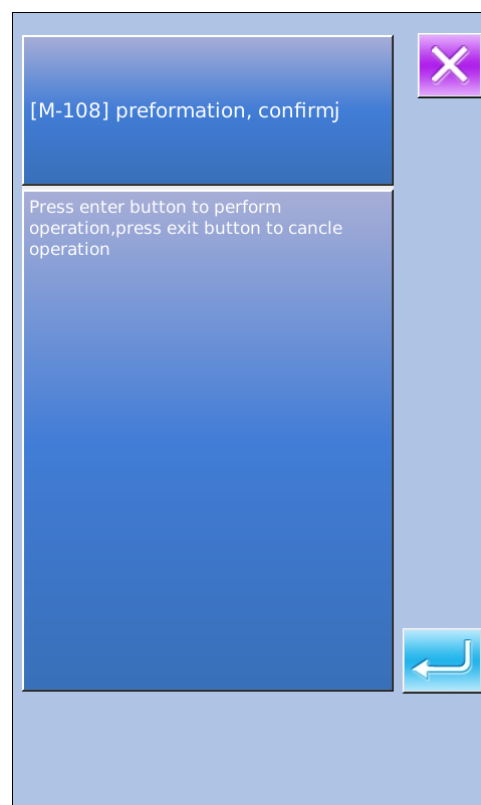 [M-108] preformation, confirmj
Press enter button to perform
operation,press exit button to cancle
operation